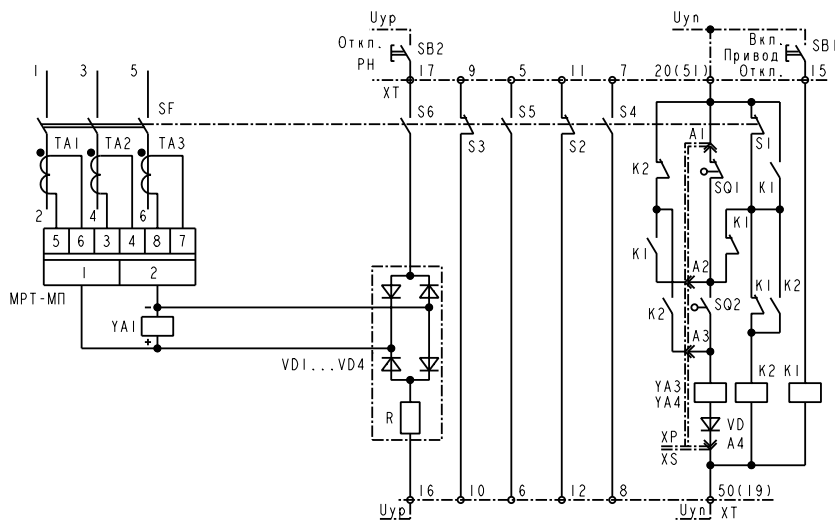 Uур Uуп
Откл. SB2 Вкл. SB1
РН Привод
17 9 5 11 7 20(51) Откл. 15
1 3 5 XT
SF S6 S5 S4
TA1 TA2 TA3 S3 S2 A1 S1
K2 SQ1 K1
2 4 6
5 6 3 4 8 7 K1 K1
1 2 A2
МРТ-МП - K2 SQ2 K1 K2
YA1
+ A3
VD1...VD4
R YA3 K2 K1
YA4
VD
XP A4
XS
16 10 6 12 8 50(19)
Uур Uуп XT